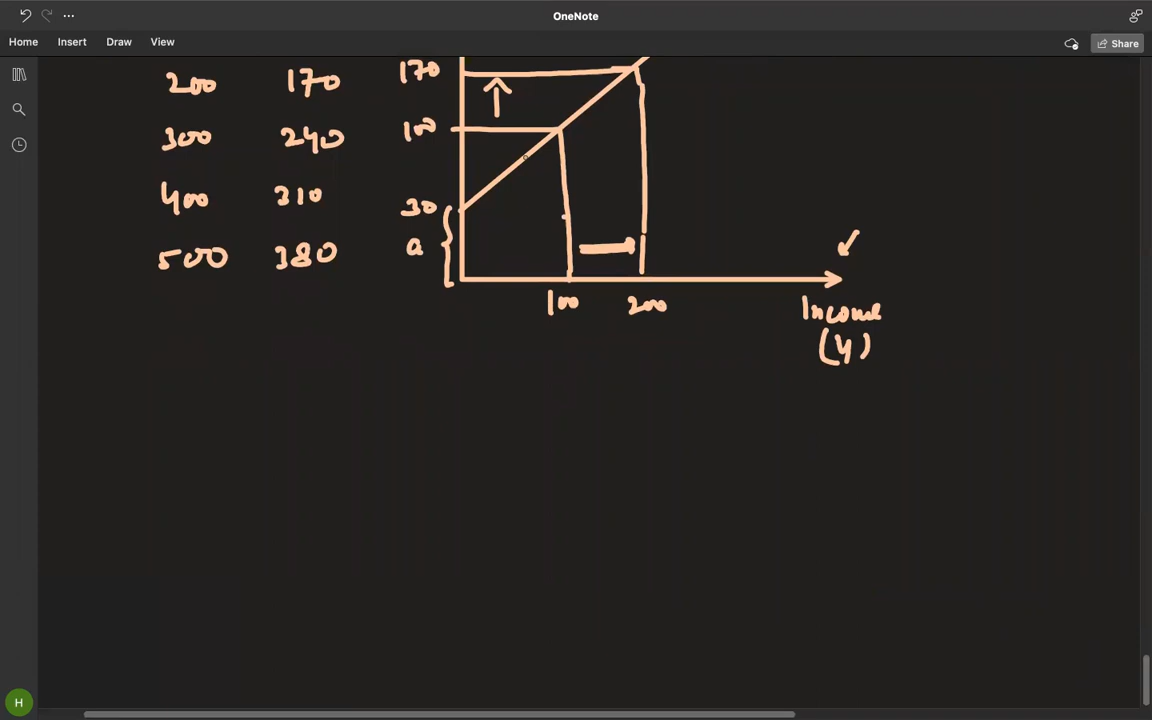 OneNote
Home Insert Draw View
Share
200 170 170
300 240 100
400 310 30
500 380 a
100 200 Income
(Y)
H